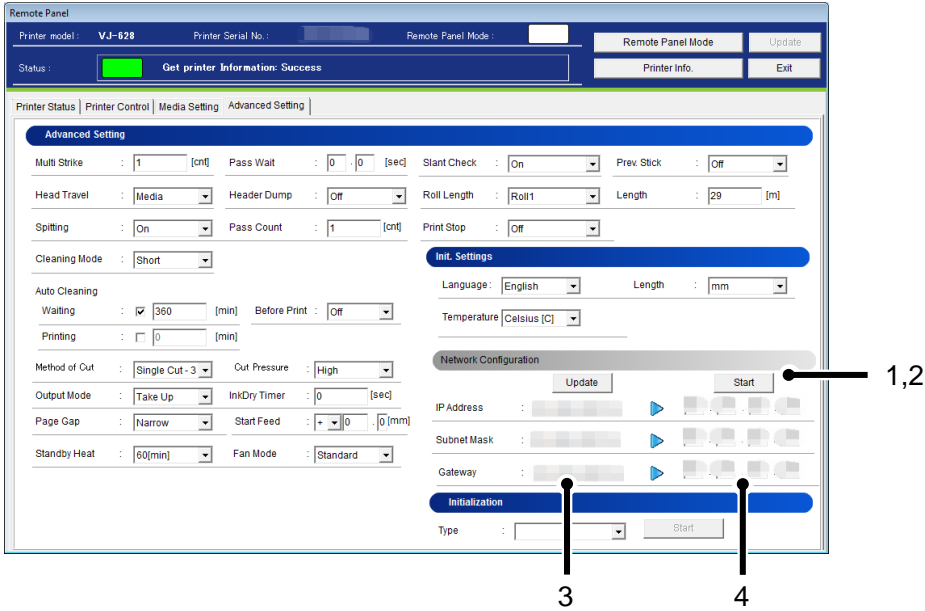 Remote Panel
Printer model : VJ-628 Printer Serial No. : Remote Panel Mode : Remote Panel Mode Update
Status : Get printer Information: Success Printer Info. Exit
Printer Status Printer Control Media Setting Advanced Setting
Advanced Setting
Multi Strike : 1 [cnt] Pass Wait : 0 . 0 [sec] Slant Check : On Prev. Stick : Off
Head Travel : Media Header Dump : Off Roll Length : Roll1 Length : 29 [m]
Spitting : On Pass Count : 1 [cnt] Print Stop : Off
Cleaning Mode : Short
Init. Settings
Language : English Length : mm
Auto Cleaning
Waiting : 360 [min] Before Print : Off
Temperature Celsius [C]
Printing : 0 [min]
Network Configuration
Method of Cut : Single Cut - 3 Cut Pressure : High
Update Start 1,2
Output Mode : Take Up InkDry Timer : 0 [sec]
IP Address :
Page Gap : Narrow Start Feed : + 0 . 0 [mm]
Subnet Mask :
Standby Heat : 60[min] Fan Mode : Standard
Gateway :
Initialization
Type : Start
3 4